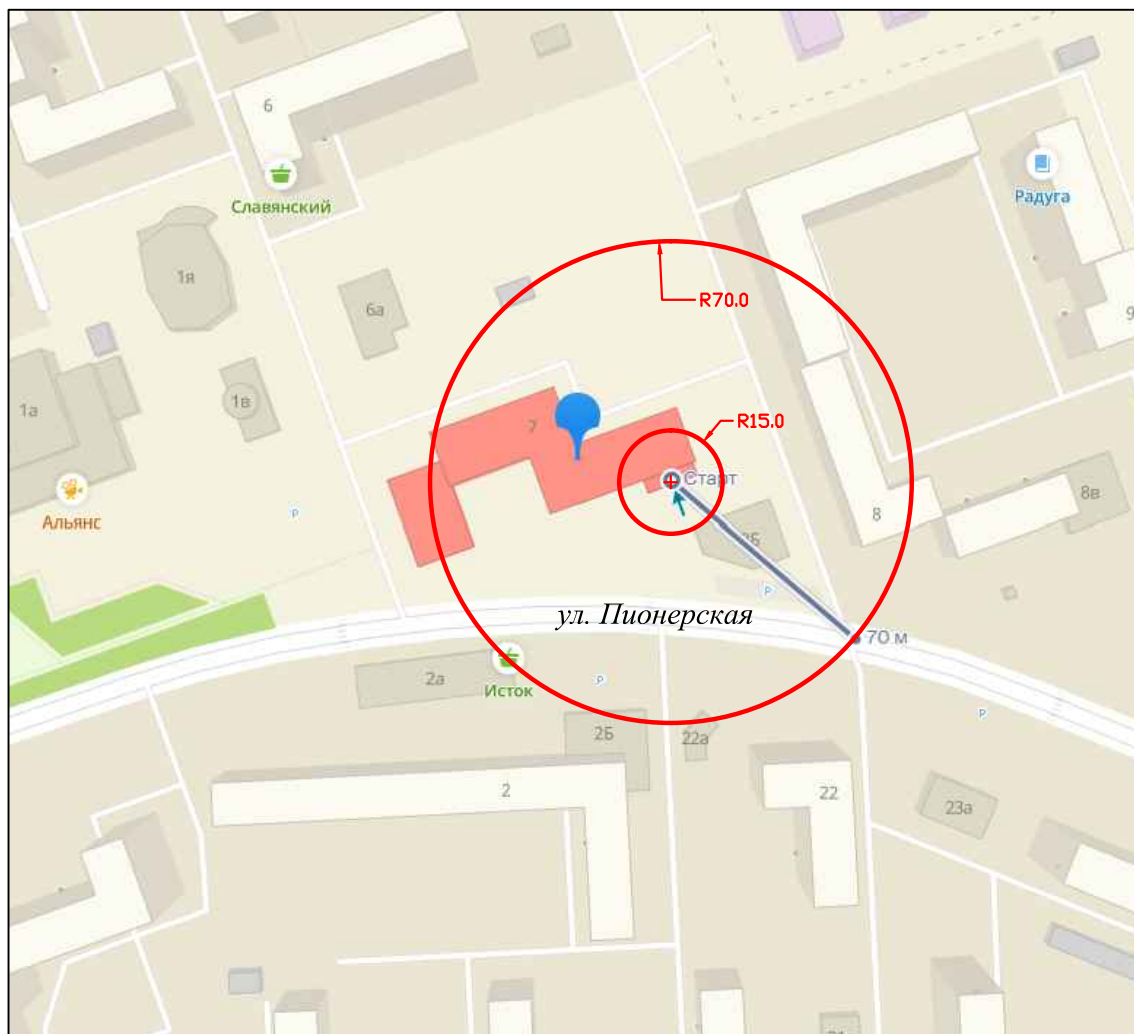 6
Славянский
Радуга
1я
6а
R70.0
9
1в
1а
7
R15.0
Старт
8в
8
Р
Альянс
Р
ул. Пионерская
70 м
2а
Исток
Р
Р
2Б
22а
2
22
23а